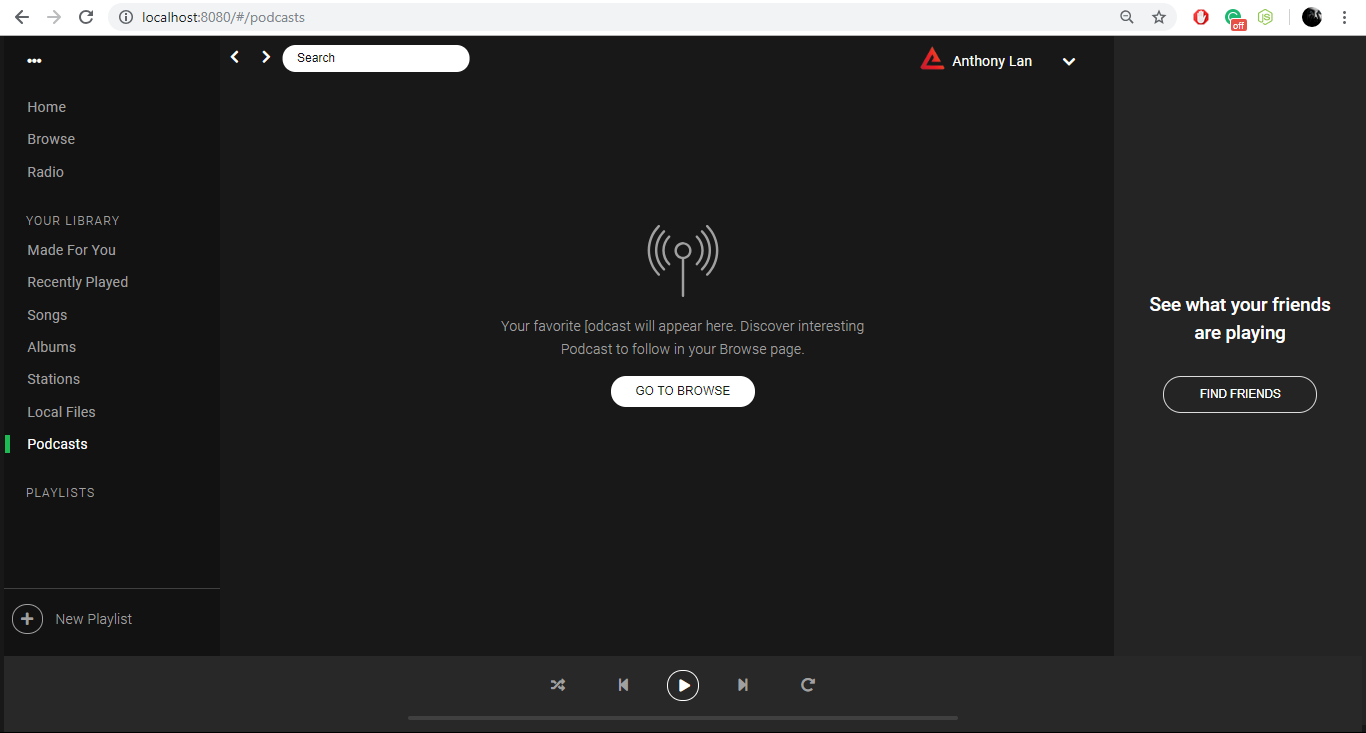 localhost:8080/#/podcasts
off
JS
Search
Anthony Lan
Home
Browse
Radio
YOUR LIBRARY
Made For You
Recently Played
Songs
Albums
Stations
Local Files
Podcasts
PLAYLISTS
New Playlist
Your favorite [odcast will appear here. Discover interesting
Podcast to follow in your Browse page.
GO TO BROWSE
See what your friends
are playing
FIND FRIENDS